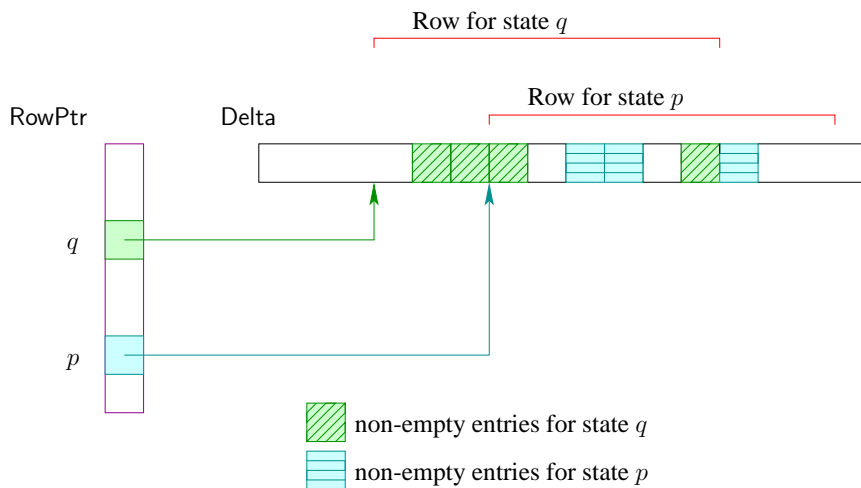 Row for state q
Row for state p
RowPtr
Delta
q
p
non-empty entries for state q
non-empty entries for state p